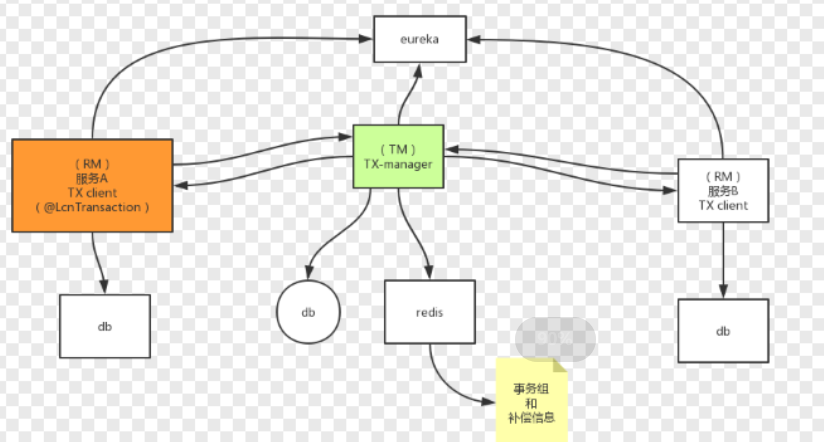 eureka
（RM）
服务A
TX client
（@LcnTransaction）
（TM）
TX-manager
（RM）
服务B
TX client
db
db
redis
db
事务组
和
补偿信息